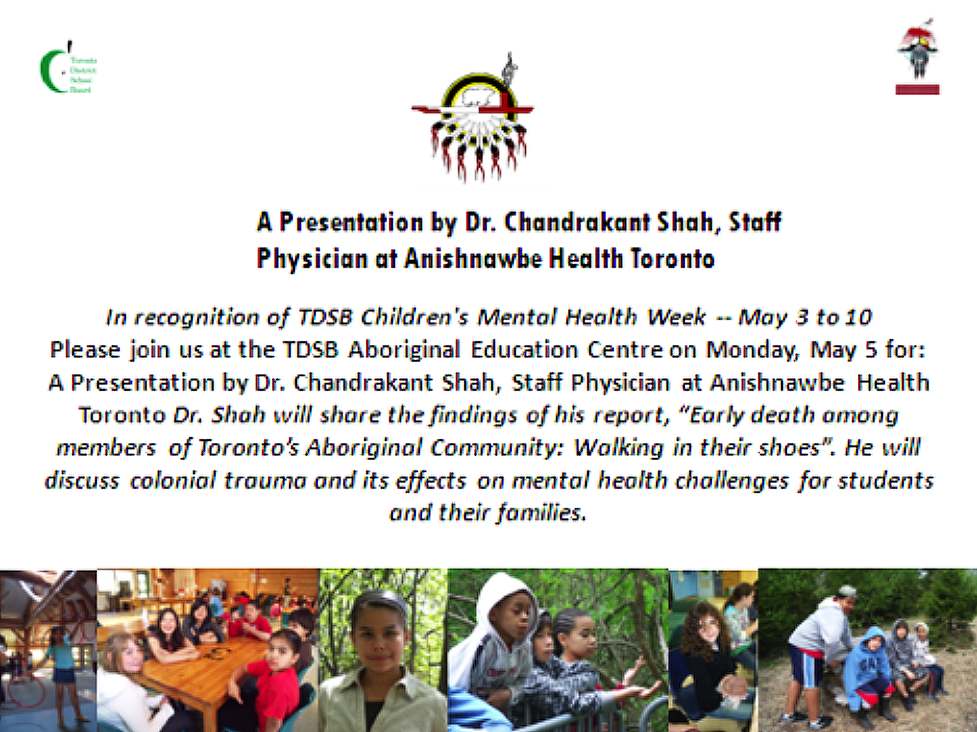 Toronto
District
School
Board
A Presentation by Dr. Chandrakant Shah, Staff
Physician at Anishnawbe Health Toronto
In recognition of TDSB Children's Mental Health Week -- May 3 to 10
Please join us at the TDSB Aboriginal Education Centre on Monday, May 5 for:
A Presentation by Dr. Chandrakant Shah, Staff Physician at Anishnawbe Health
Toronto Dr. Shah will share the findings of his report, “Early death among
members of Toronto’s Aboriginal Community: Walking in their shoes”. He will
discuss colonial trauma and its effects on mental health challenges for students
and their families.